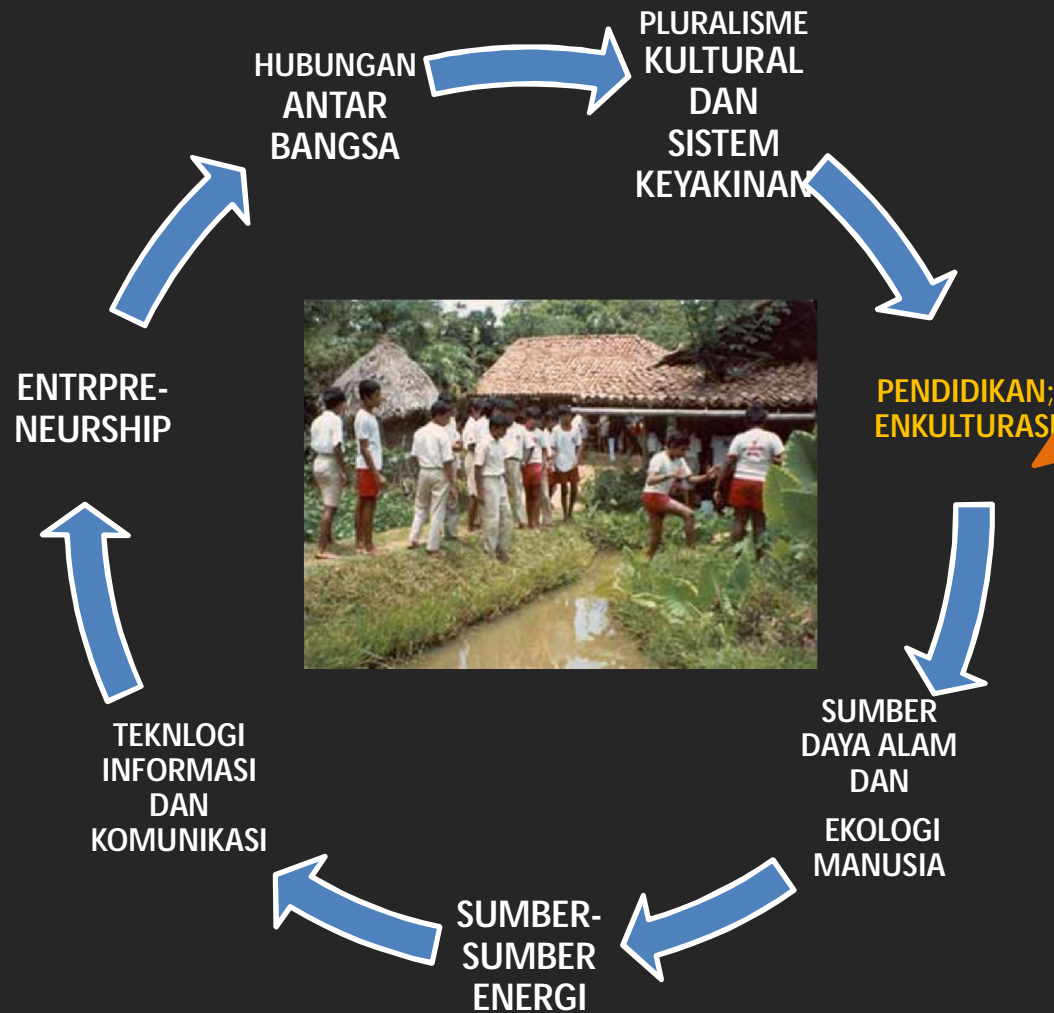 HUBUNGAN
ANTAR
BANGSA
PLURALISME
KULTURAL
DAN
SISTEM
KEYAKINAN
PENDIDIKAN;
ENKULTURASI
SUMBER
DAYA ALAM
DAN
EKOLOGI
MANUSIA
SUMBER-
SUMBER
ENERGI
TEKNLOGI
INFORMASI
DAN
KOMUNIKASI
ENTRPRE-
NEURSHIP